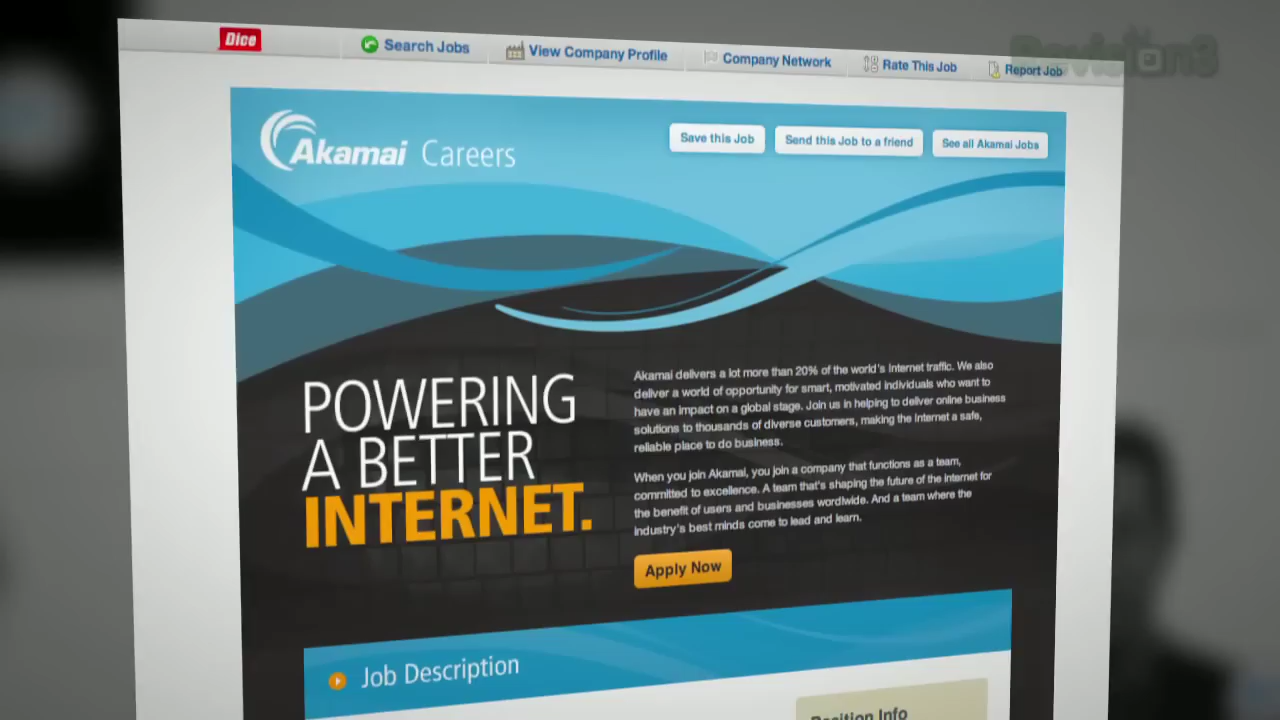 Dice
Search Jobs
View Company Profile
Company Network
Rate This Job
Report Job
Revision3
Akamai Careers
Save this Job
Send this Job to a friend
See all Akamai Jobs
POWERING
A BETTER
INTERNET.
Akamai delivers a lot more than 20% of the world's Internet traffic. We also
deliver a world of opportunity for smart, motivated individuals who want to
have an impact on a global stage. Join us in helping to deliver online business
solutions to thousands of diverse customers, making the Internet a safe,
reliable place to do business.
When you join Akamai, you join a company that functions as a team,
committed to excellence. A team that's shaping the future of the Internet for
the benefit of users and businesses worldwide. And a team where the
industry's best minds come to lead and learn.
Apply Now
Job Description
Position Info